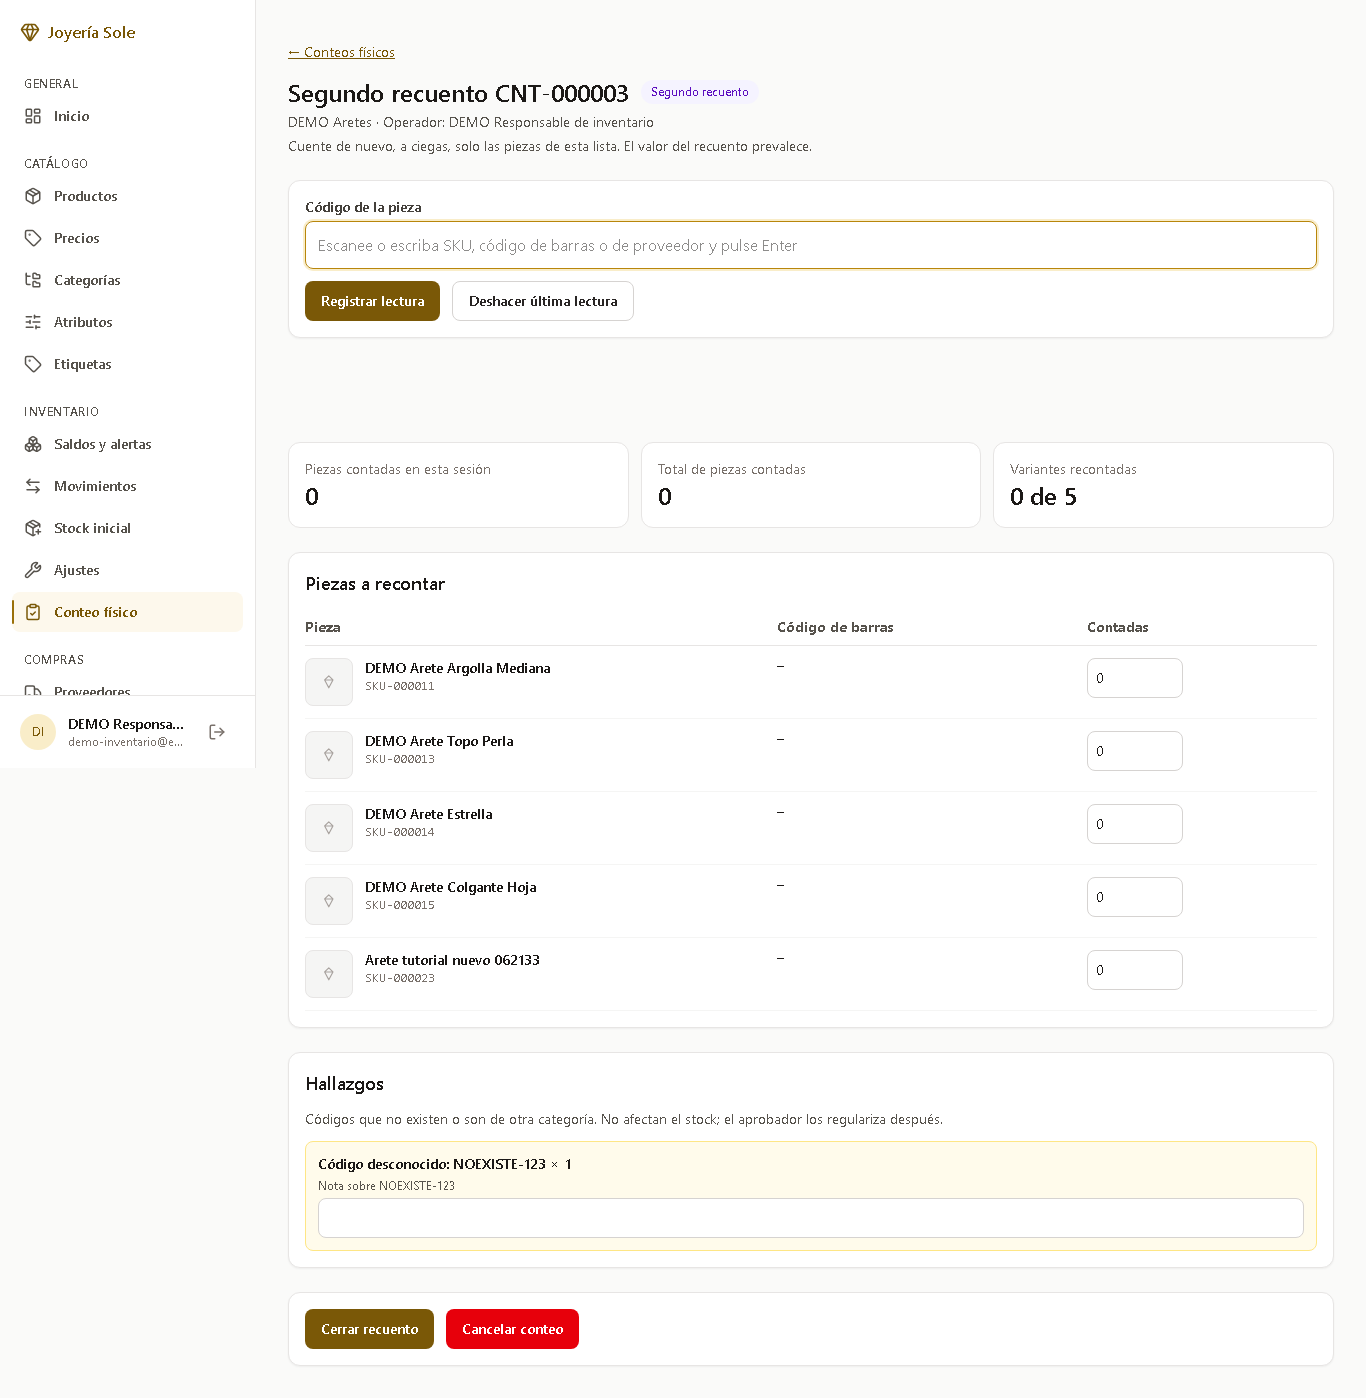 Joyería Sole
GENERAL
Inicio
CATÁLOGO
Productos
Precios
Categorías
Atributos
Etiquetas
INVENTARIO
Saldos y alertas
Movimientos
Stock inicial
Ajustes
Conteo físico
COMPRAS
Proveedores
DI
DEMO Responsa...
demo-inventario@e...
← Conteos físicos
Segundo recuento CNT-000003 Segundo recuento
DEMO Aretes · Operador: DEMO Responsable de inventario
Cuente de nuevo, a ciegas, solo las piezas de esta lista. El valor del recuento prevalece.
Código de la pieza
Escanee o escriba SKU, código de barras o de proveedor y pulse Enter
Registrar lectura Deshacer última lectura
Piezas contadas en esta sesión
0
Total de piezas contadas
0
Variantes recontadas
0 de 5
Piezas a recontar
Pieza Código de barras Contadas
DEMO Arete Argolla Mediana – 0
SKU-000011
DEMO Arete Topo Perla – 0
SKU-000013
DEMO Arete Estrella – 0
SKU-000014
DEMO Arete Colgante Hoja – 0
SKU-000015
Arete tutorial nuevo 062133 – 0
SKU-000023
Hallazgos
Códigos que no existen o son de otra categoría. No afectan el stock; el aprobador los regulariza después.
Código desconocido: NOEXISTE-123 × 1
Nota sobre NOEXISTE-123
Cerrar recuento Cancelar conteo